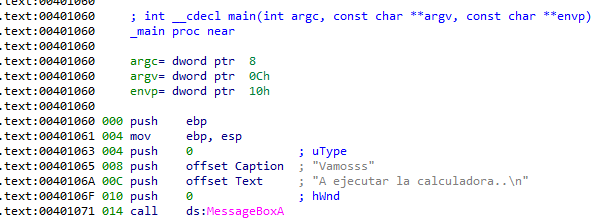 .text:00401060
.text:00401060 ; int __cdecl main(int argc, const char **argv, const char **envp)
.text:00401060 _main proc near
.text:00401060
.text:00401060 argc= dword ptr 8
.text:00401060 argv= dword ptr 0Ch
.text:00401060 envp= dword ptr 10h
.text:00401060
.text:00401060 000 push ebp
.text:00401061 004 mov ebp, esp
.text:00401063 004 push 0 ; uType
.text:00401065 008 push offset Caption ; "Vamosss"
.text:0040106A 00C push offset Text ; "A ejecutar la calculadora..\n"
.text:0040106F 010 push 0 ; hWnd
.text:00401071 014 call ds:MessageBoxA